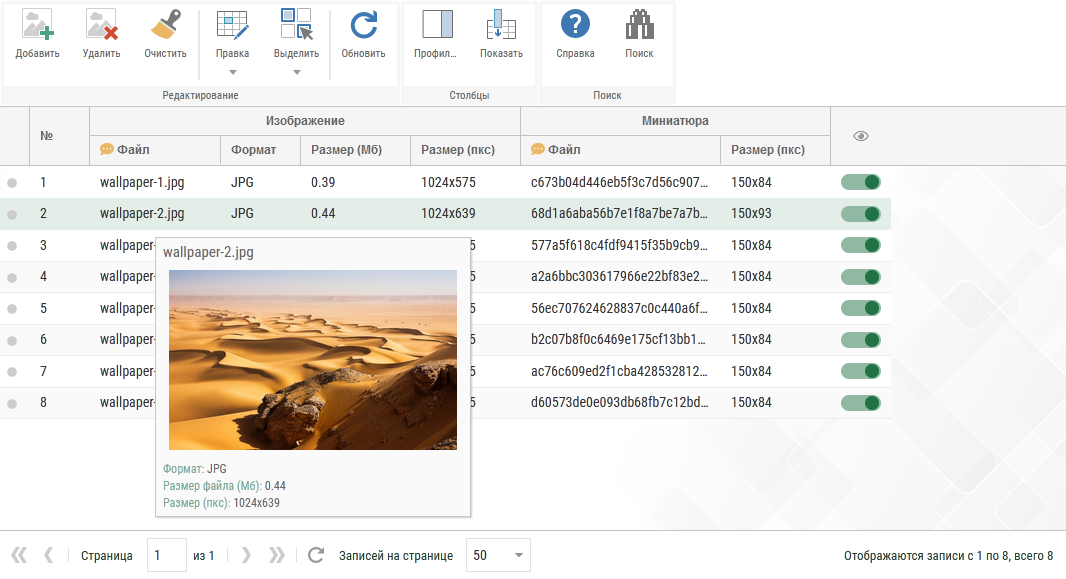 Добавить Удалить Очистить Правка Выделить Обновить Профил... Показать Справка Поиск
Редактирование Столбцы Поиск
№ Изображение Миниатюра
Файл Формат Размер (Мб) Размер (пкс) Файл Размер (пкс)
1 wallpaper-1.jpg JPG 0.39 1024x575 c673b04d446eb5f3c7d56c907... 150x84
2 wallpaper-2.jpg JPG 0.44 1024x639 68d1a6aba56b7e1f8a7be7a7b... 150x93
3 wallpaper- 5 577a5f618c4fdf9415f35b9cb9... 150x84
4 wallpaper- 5 a2a6bbc303617966e22bf83e2... 150x84
5 wallpaper- 5 56ec707624628837c0c440a6f... 150x84
6 wallpaper- 5 b2c07b8f0c6469e175cf13bb1... 150x84
7 wallpaper- 5 ac76c609ed2f1cba428532812... 150x84
8 wallpaper- 5 d60573de0e093db68fb7c12bd... 150x84
wallpaper-2.jpg
Формат: JPG
Размер файла (Мб): 0.44
Размер (пкс): 1024x639
Страница 1 из 1 Записей на странице 50 Отображаются записи с 1 по 8, всего 8